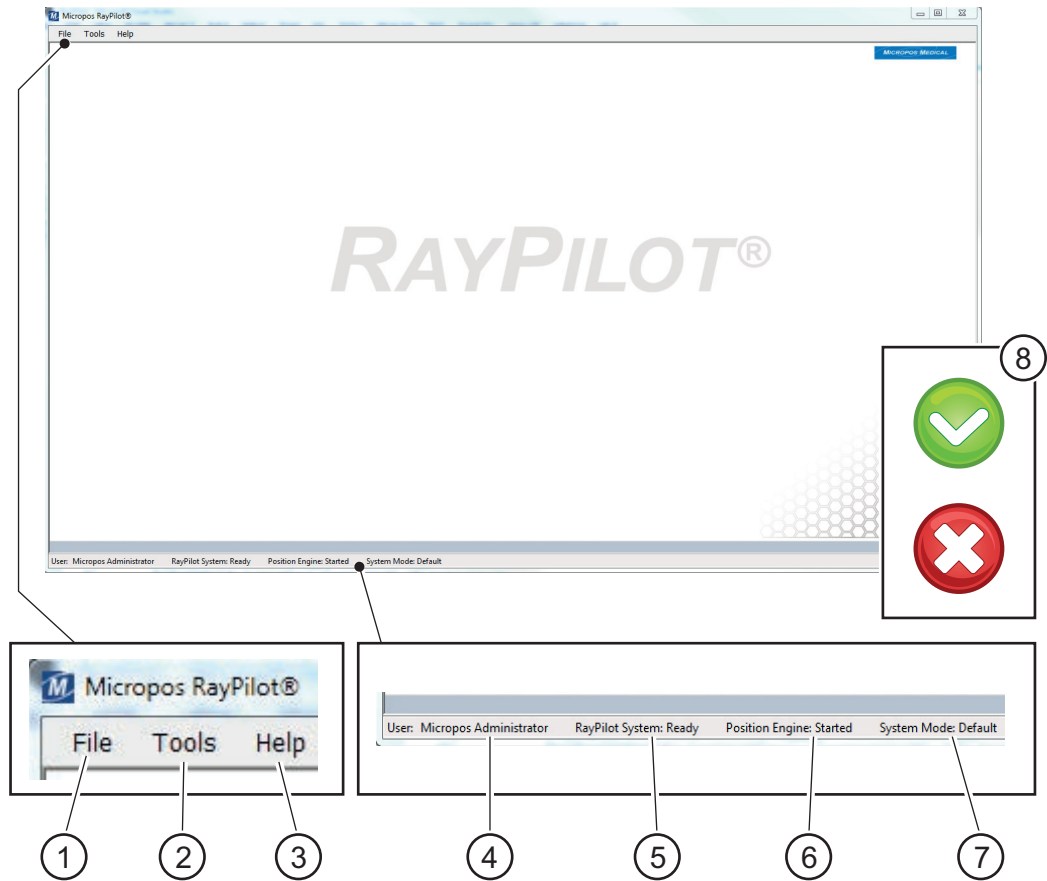 Micropos RayPilot®
File Tools Help
MICROPOS MEDICAL
RAYPILOT®
8
User: Micropos Administrator RayPilot System: Ready Position Engine: Started System Mode: Default
M Micropos RayPilot®
File Tools Help
User: Micropos Administrator RayPilot System: Ready Position Engine: Started System Mode: Default
1 2 3 4 5 6 7